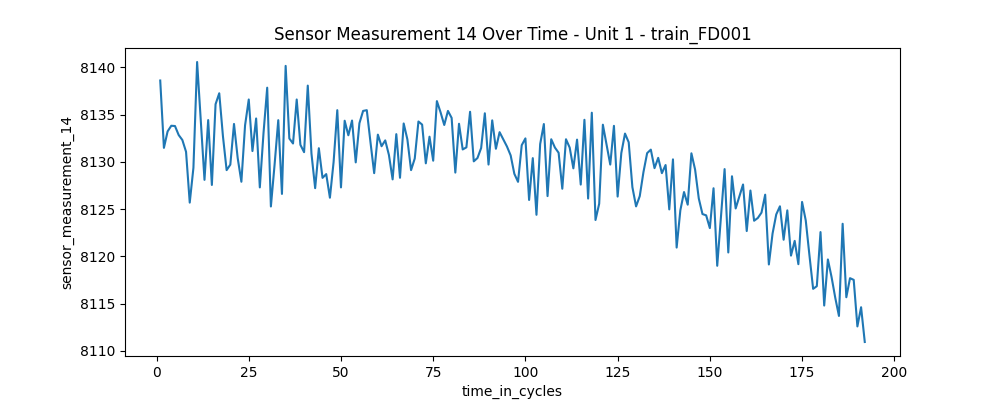 Sensor Measurement 14 Over Time - Unit 1 - train_FD001
sensor_measurement_14
8140
8135
8130
8125
8120
8115
8110
0 25 50 75 100 125 150 175 200
time_in_cycles